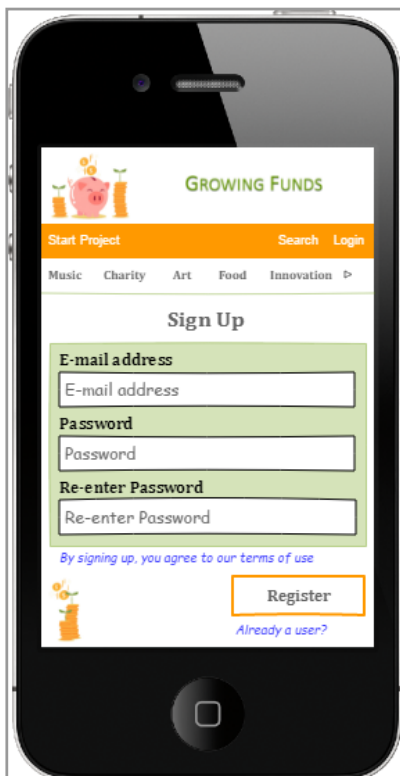 GROWING FUNDS
Start Project Search Login
Music Charity Art Food Innovation
Sign Up
E-mail address
E-mail address
Password
Password
Re-enter Password
Re-enter Password
By signing up, you agree to our terms of use
Register
Already a user?